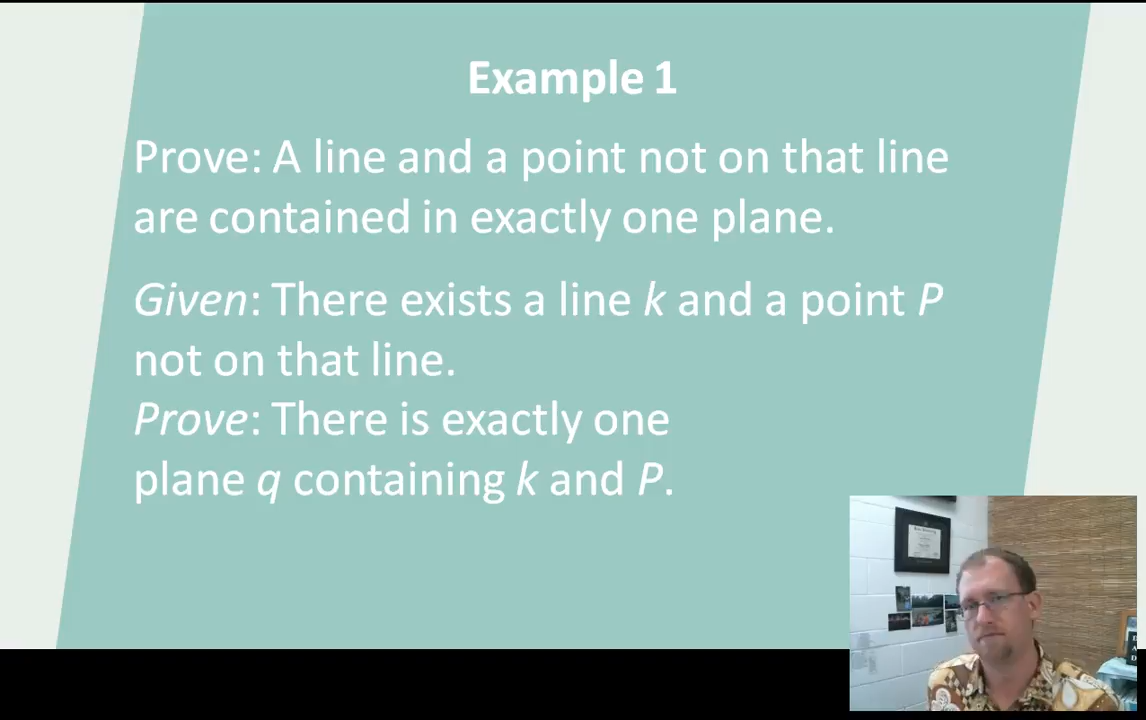 Example 1
Prove: A line and a point not on that line
are contained in exactly one plane.
Given: There exists a line k and a point P
not on that line.
Prove: There is exactly one
plane q containing k and P.